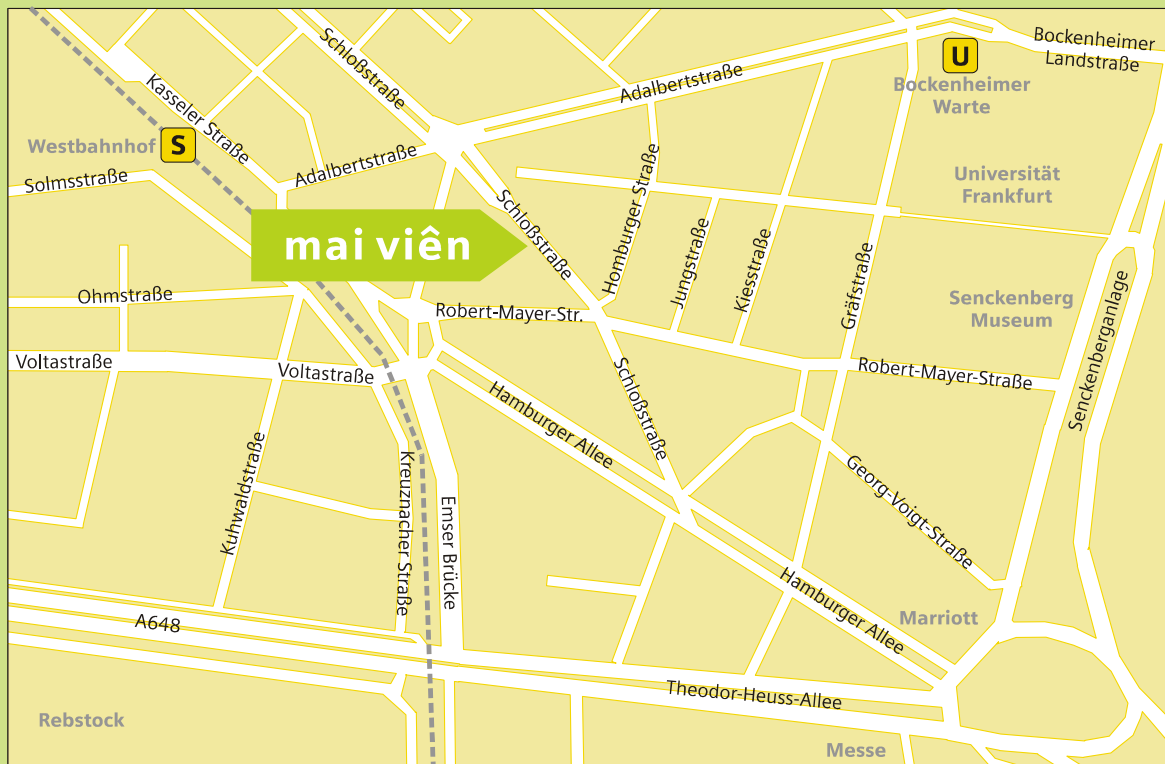 Schloßstraße
Bockenheimer
Landstraße
U
Bockenheimer
Warte
Adalbertstraße
Kasseler Straße
Westbahnhof
S
Adalbertstraße
Solmsstraße
Universität
Frankfurt
mai viên
Schloßstraße
Homburger Straße
Jungstraße
Kiesstraße
Gräfstraße
Ohmstraße
Senckenberg
Museum
Senckenberganlage
Robert-Mayer-Str.
Voltastraße
Voltastraße
Schloßstraße
Robert-Mayer-Straße
Hamburger Allee
Kuhwaldstraße
Kreuznacher Straße
Emser Brücke
Georg-Voigt-Straße
Hamburger Allee
Marriott
A648
Theodor-Heuss-Allee
Rebstock
Messe